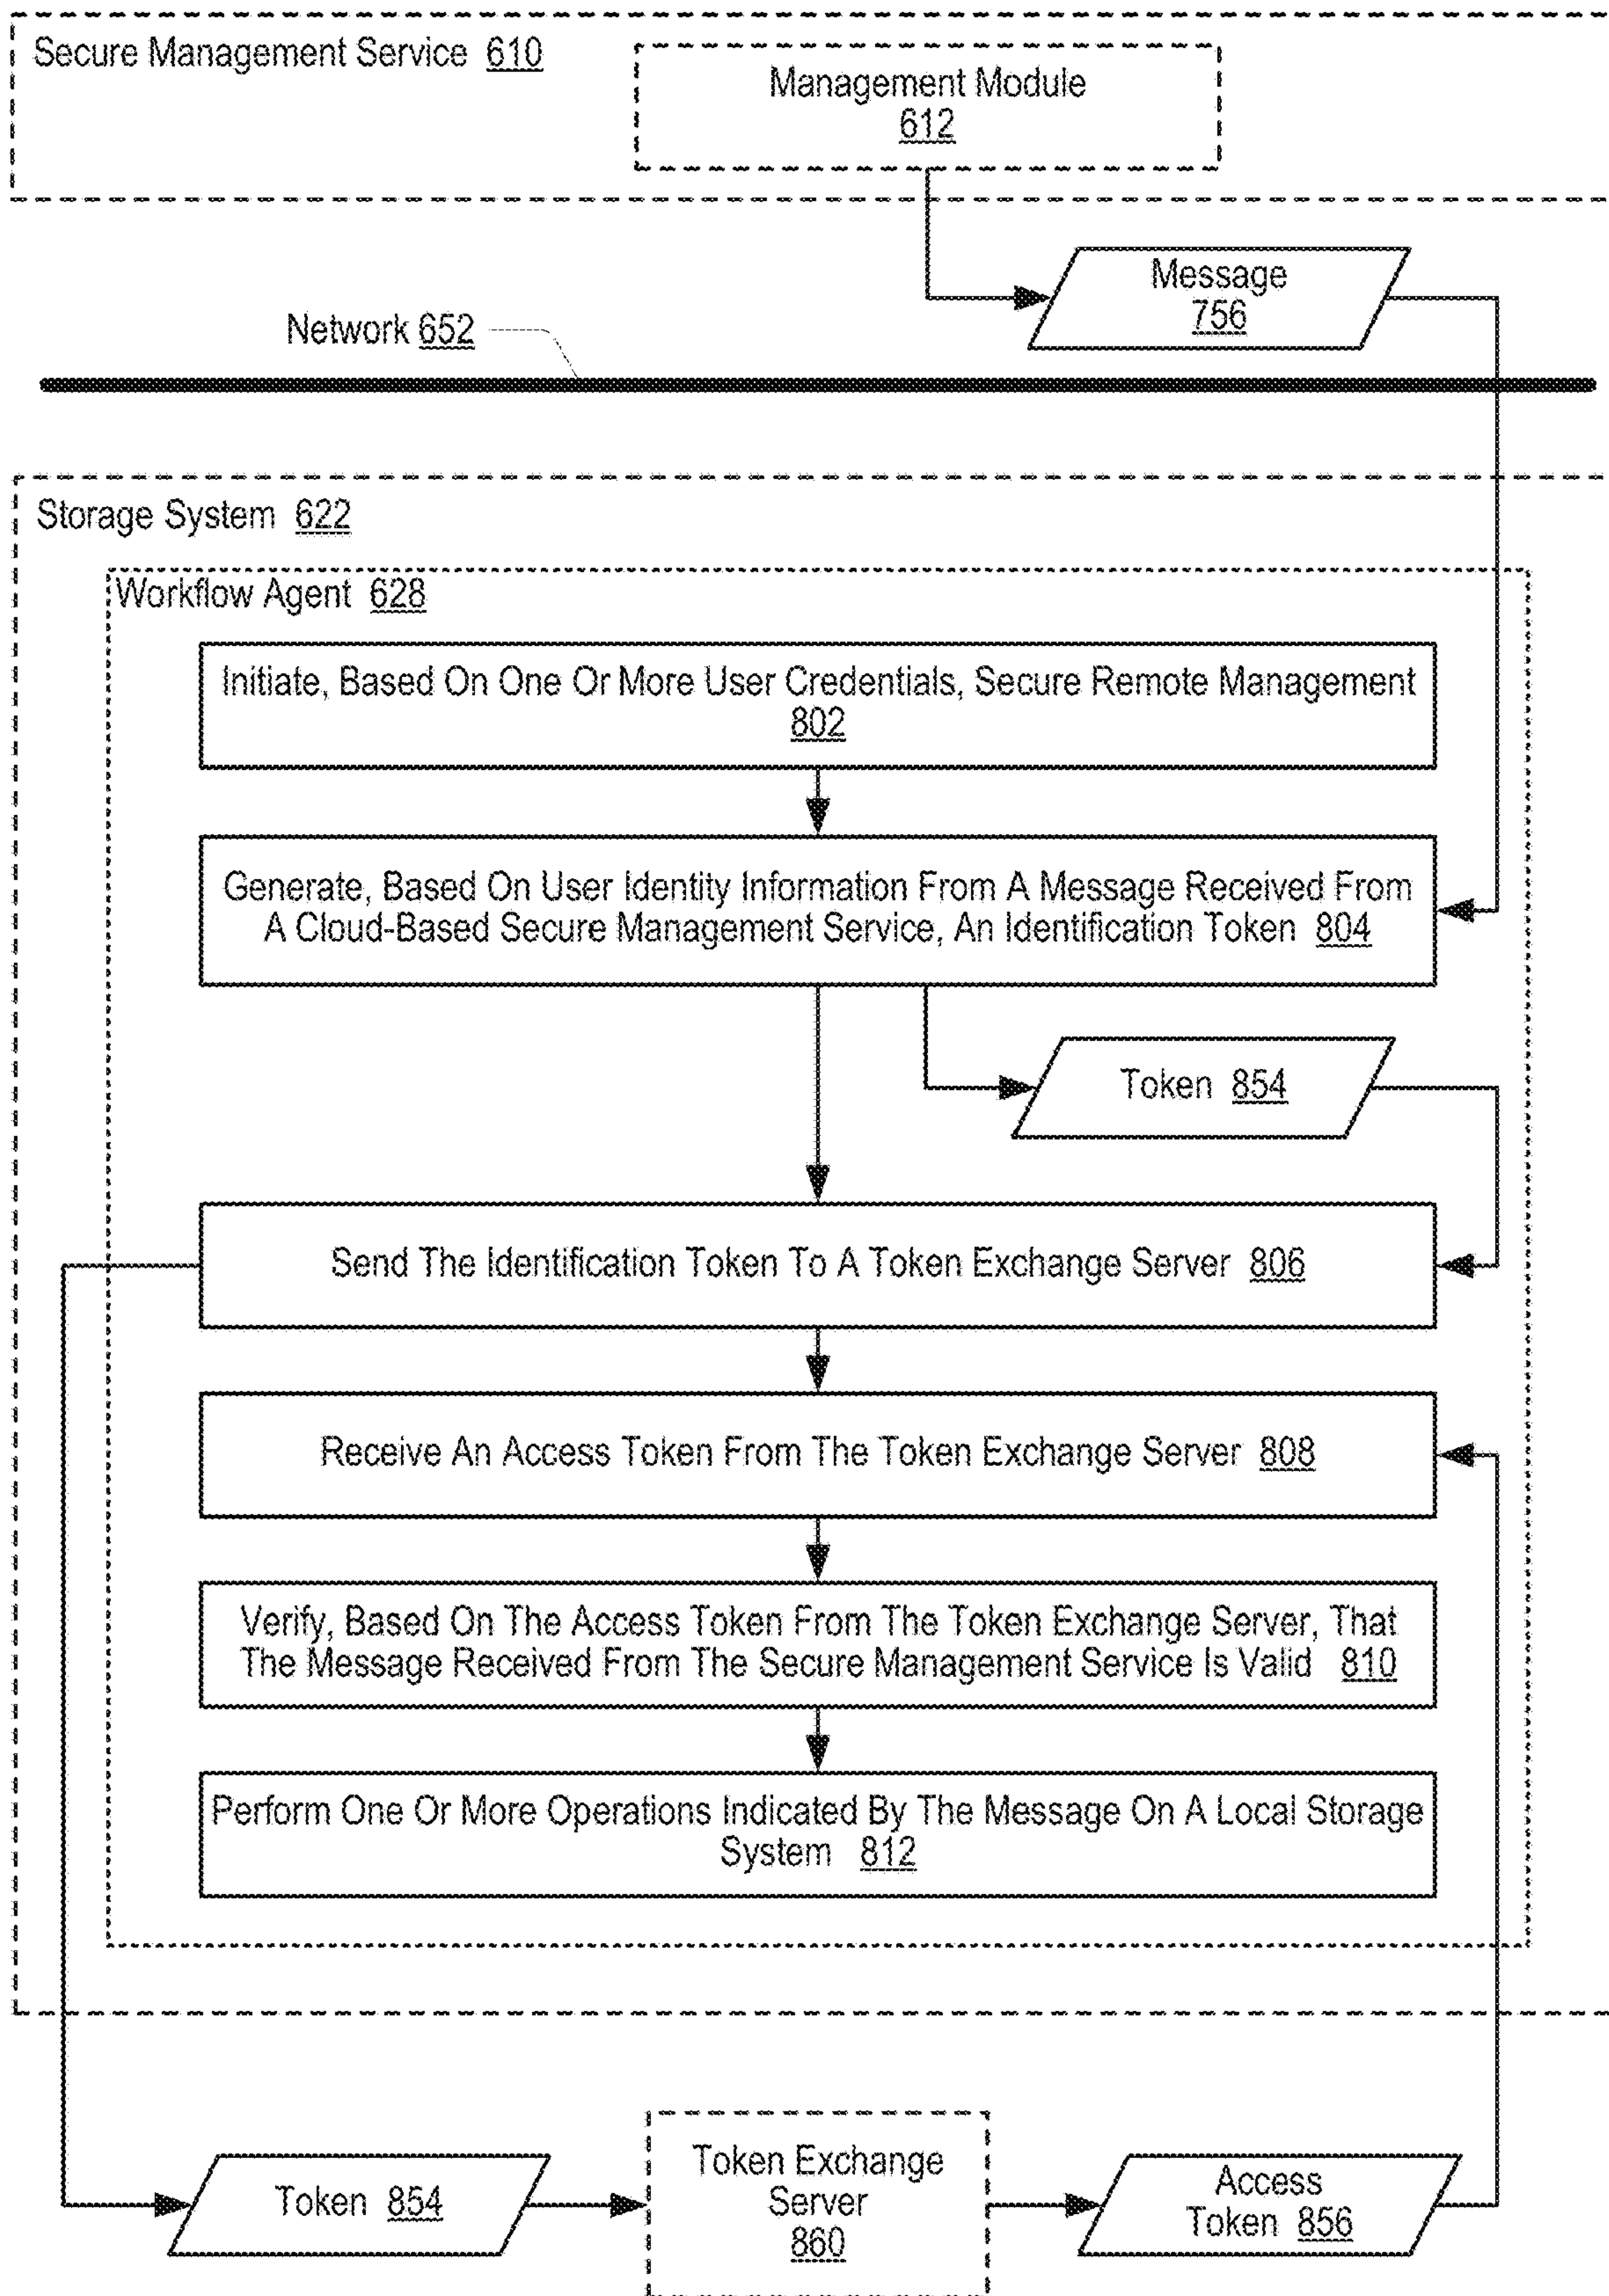 Secure Management Service 610
Management Module
612
Message
756
Network 652
Storage System 622
Workflow Agent 628
Initiate, Based On One Or More User Credentials, Secure Remote Management
802
Generate, Based On User Identity Information From A Message Received From
A Cloud-Based Secure Management Service, An Identification Token 804
Token 854
Send The Identification Token To A Token Exchange Server 806
Receive An Access Token From The Token Exchange Server 808
Verify, Based On The Access Token From The Token Exchange Server, That
The Message Received From The Secure Management Service Is Valid 810
Perform One Or More Operations Indicated By The Message On A Local Storage
System 812
Token 854
Token Exchange
Server
860
Access
Token 856